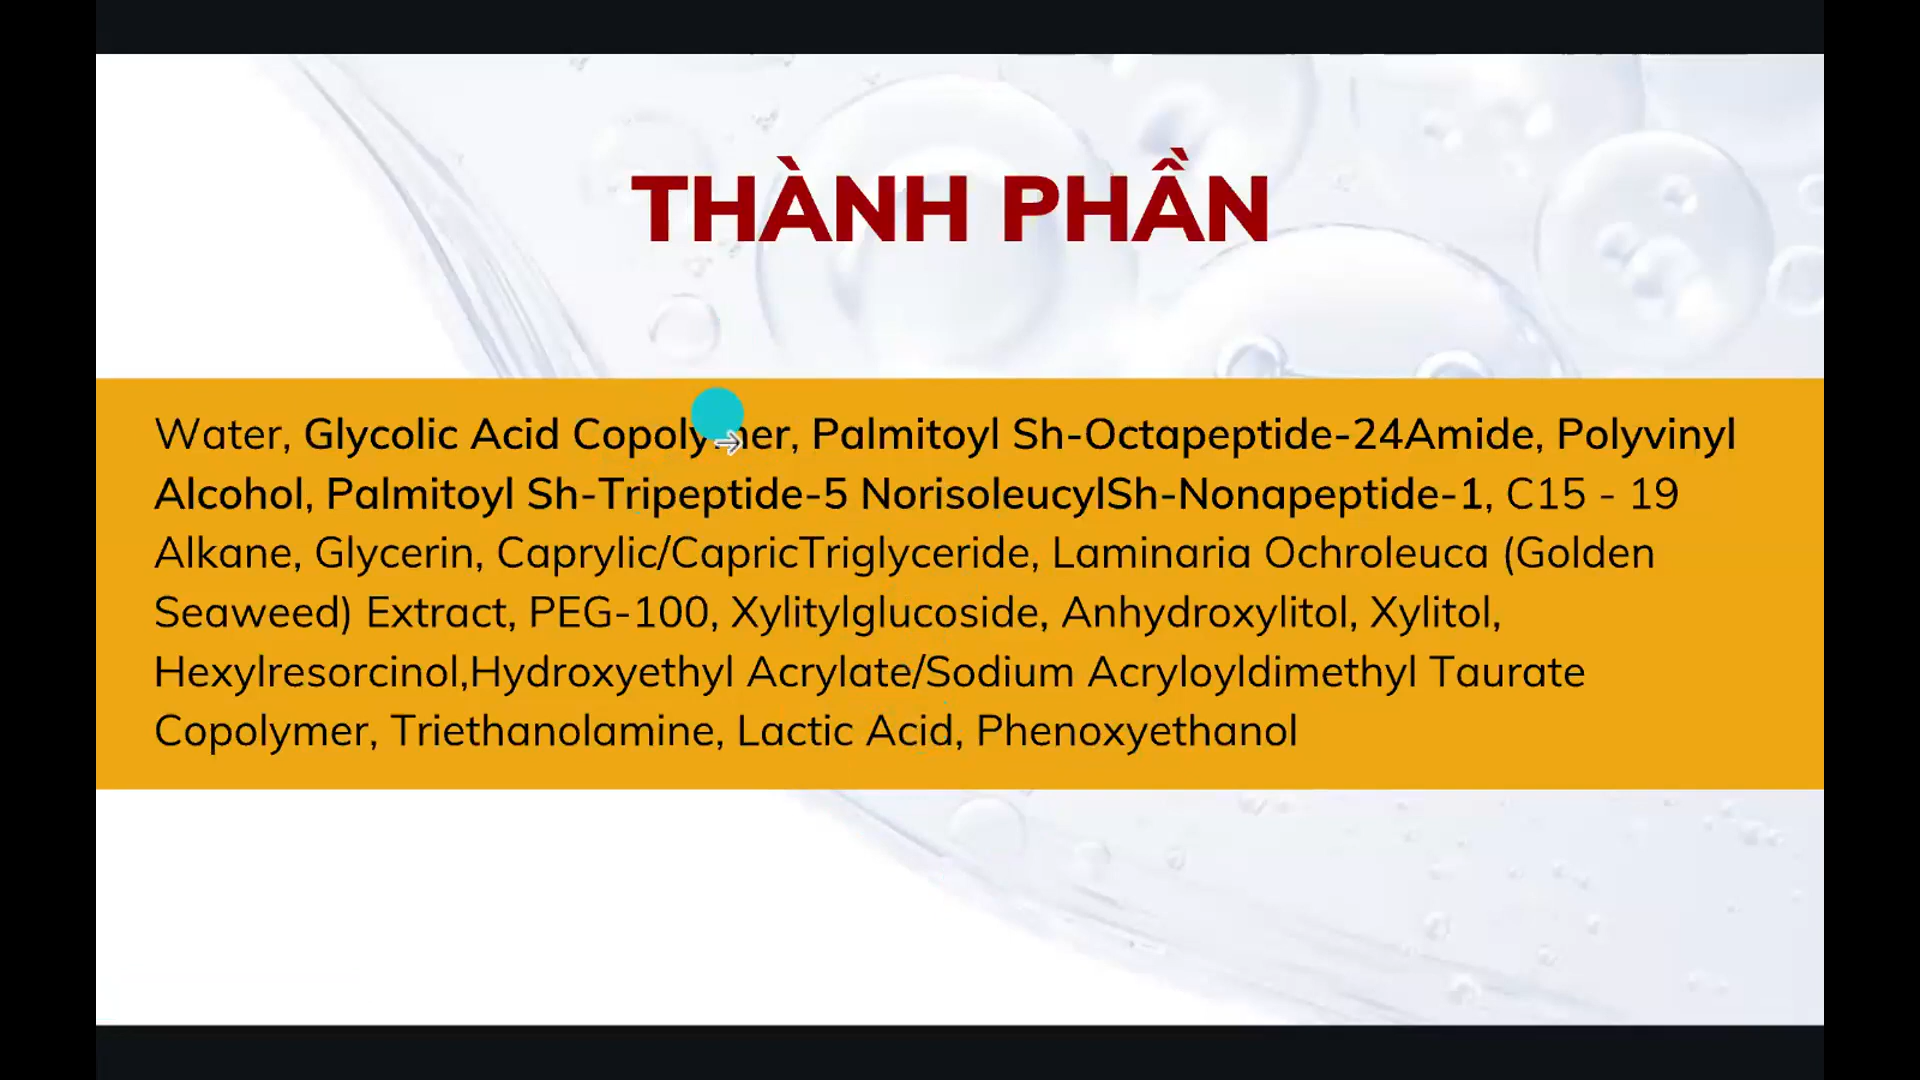 THÀNH PHẦN
Water, Glycolic Acid Copolymer, Palmitoyl Sh-Octapeptide-24Amide, Polyvinyl
Alcohol, Palmitoyl Sh-Tripeptide-5 NorisoleucylSh-Nonapeptide-1, C15 - 19
Alkane, Glycerin, Caprylic/CapricTriglyceride, Laminaria Ochroleuca (Golden
Seaweed) Extract, PEG-100, Xylitylglucoside, Anhydroxylitol, Xylitol,
Hexylresorcinol,Hydroxyethyl Acrylate/Sodium Acryloyldimethyl Taurate
Copolymer, Triethanolamine, Lactic Acid, Phenoxyethanol